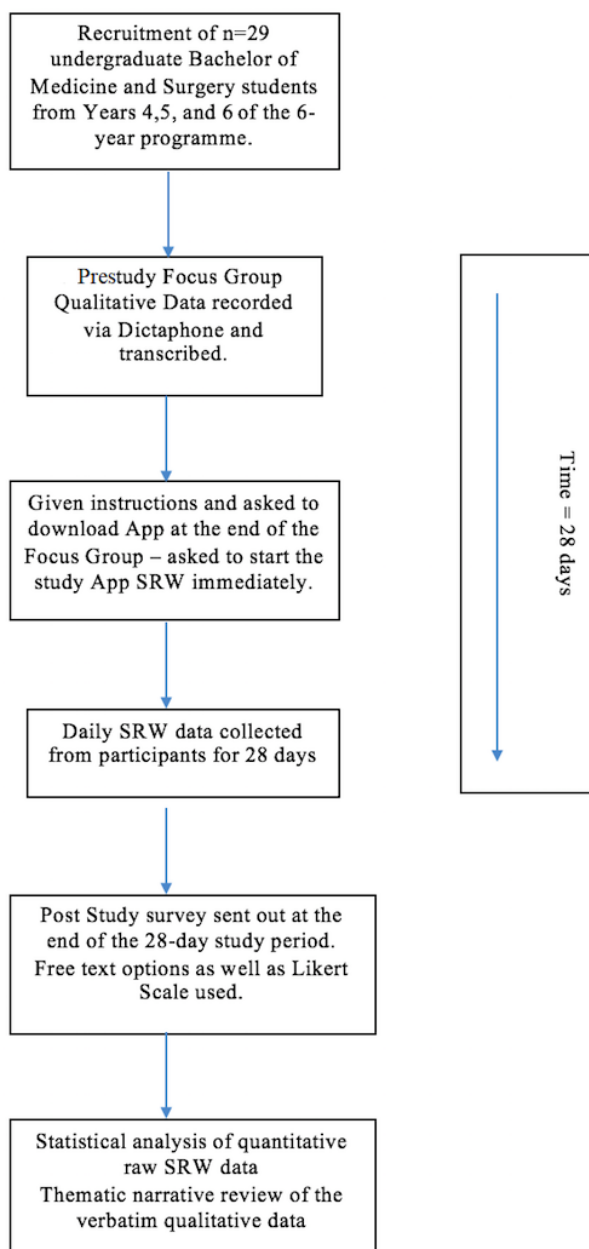 Recruitment of n=29
undergraduate Bachelor of
Medicine and Surgery students
from Years 4,5, and 6 of the 6-
year programme.
Prestudy Focus Group
Qualitative Data recorded
via Dictaphone and
transcribed.
Given instructions and asked to
download App at the end of the
Focus Group – asked to start the
study App SRW immediately.
Daily SRW data collected
from participants for 28 days
Post Study survey sent out at the
end of the 28-day study period.
Free text options as well as Likert
Scale used.
Statistical analysis of quantitative
raw SRW data
Thematic narrative review of the
verbatim qualitative data
Time = 28 days